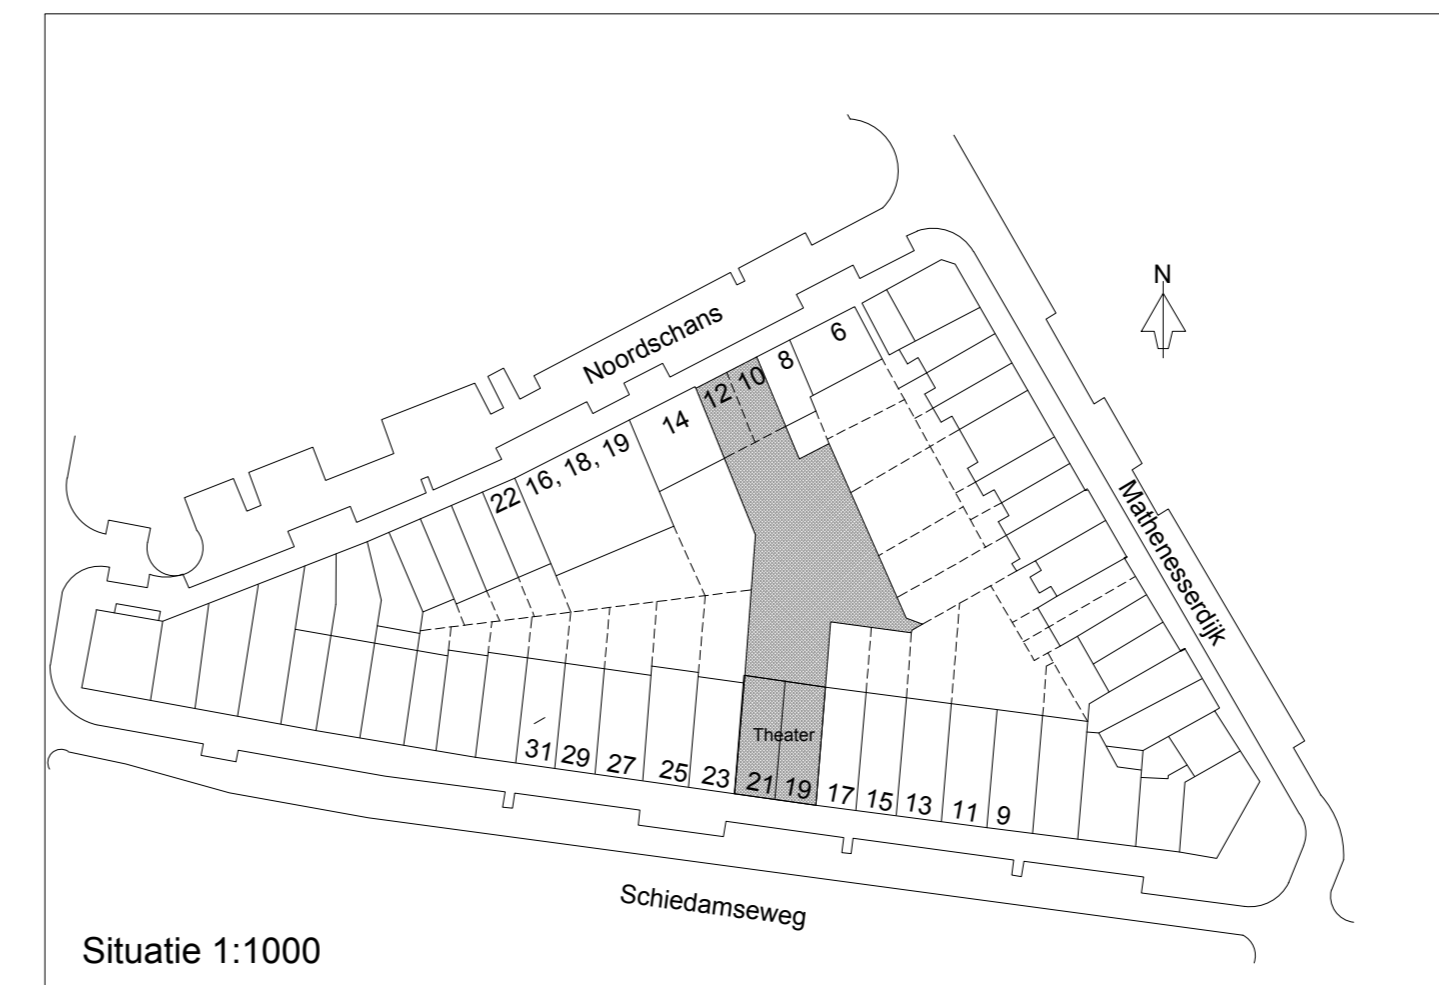 N
Noordschans
6
8
10
12
14
16, 18, 19
22
Mathenesserdijk
Theater
31
29
27
25
23
21
19
17
15
13
11
9
Schiedamseweg
Situatie 1:1000